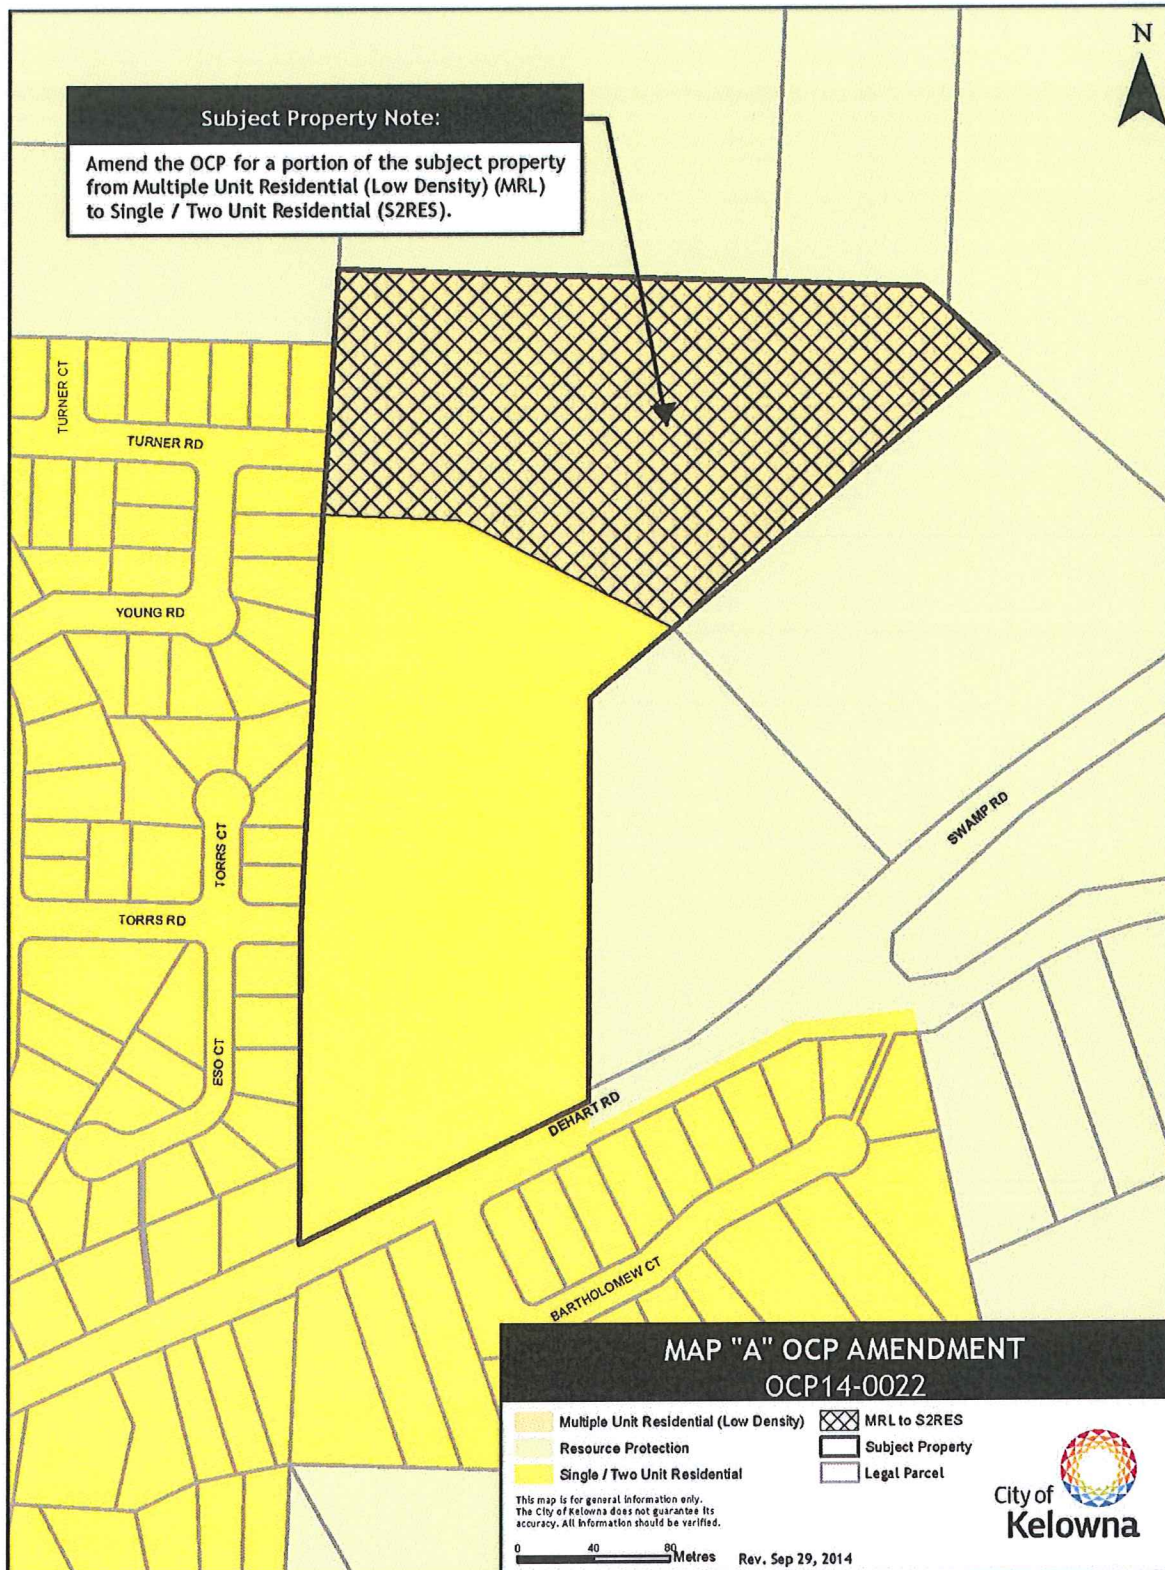 N
Subject Property Note:
Amend the OCP for a portion of the subject property
from Multiple Unit Residential (Low Density) (MRL)
to Single / Two Unit Residential (S2RES).
TURNER CT
TURNER RD
YOUNG RD
TORRS CT
TORRS RD
ESO CT
SWAMP RD
DEHART RD
BARTHOLOMEW CT
MAP "A" OCP AMENDMENT
OCP14-0022
Multiple Unit Residential (Low Density)
Resource Protection
Single / Two Unit Residential
MRL to S2RES
Subject Property
Legal Parcel
This map is for general information only.
The City of Kelowna does not guarantee its
accuracy. All information should be verified.
0 40 80 Metres
Rev. Sep 29, 2014
City of
Kelowna